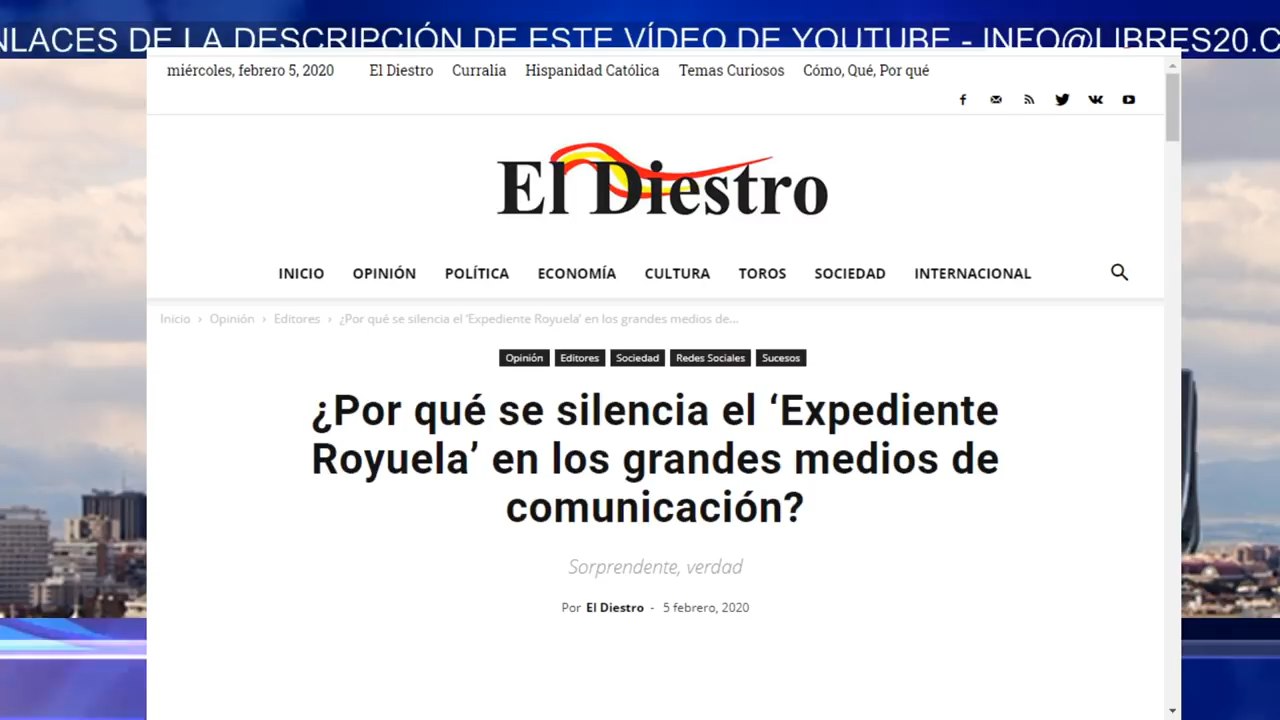 NLACES DE LA DESCRIPCIÓN DE ESTE VÍDEO DE YOUTUBE - INFO@LIBRES20.C
miércoles, febrero 5, 2020 El Diestro Curralia Hispanidad Católica Temas Curiosos Cómo, Qué, Por qué
El Diestro
INICIO OPINIÓN POLÍTICA ECONOMÍA CULTURA TOROS SOCIEDAD INTERNACIONAL
Inicio › Opinión › Editores › ¿Por qué se silencia el ‘Expediente Royuela’ en los grandes medios de...
Opinión Editores Sociedad Redes Sociales Sucesos
¿Por qué se silencia el ‘Expediente
Royuela’ en los grandes medios de
comunicación?
Sorprendente, verdad
Por El Diestro - 5 febrero, 2020